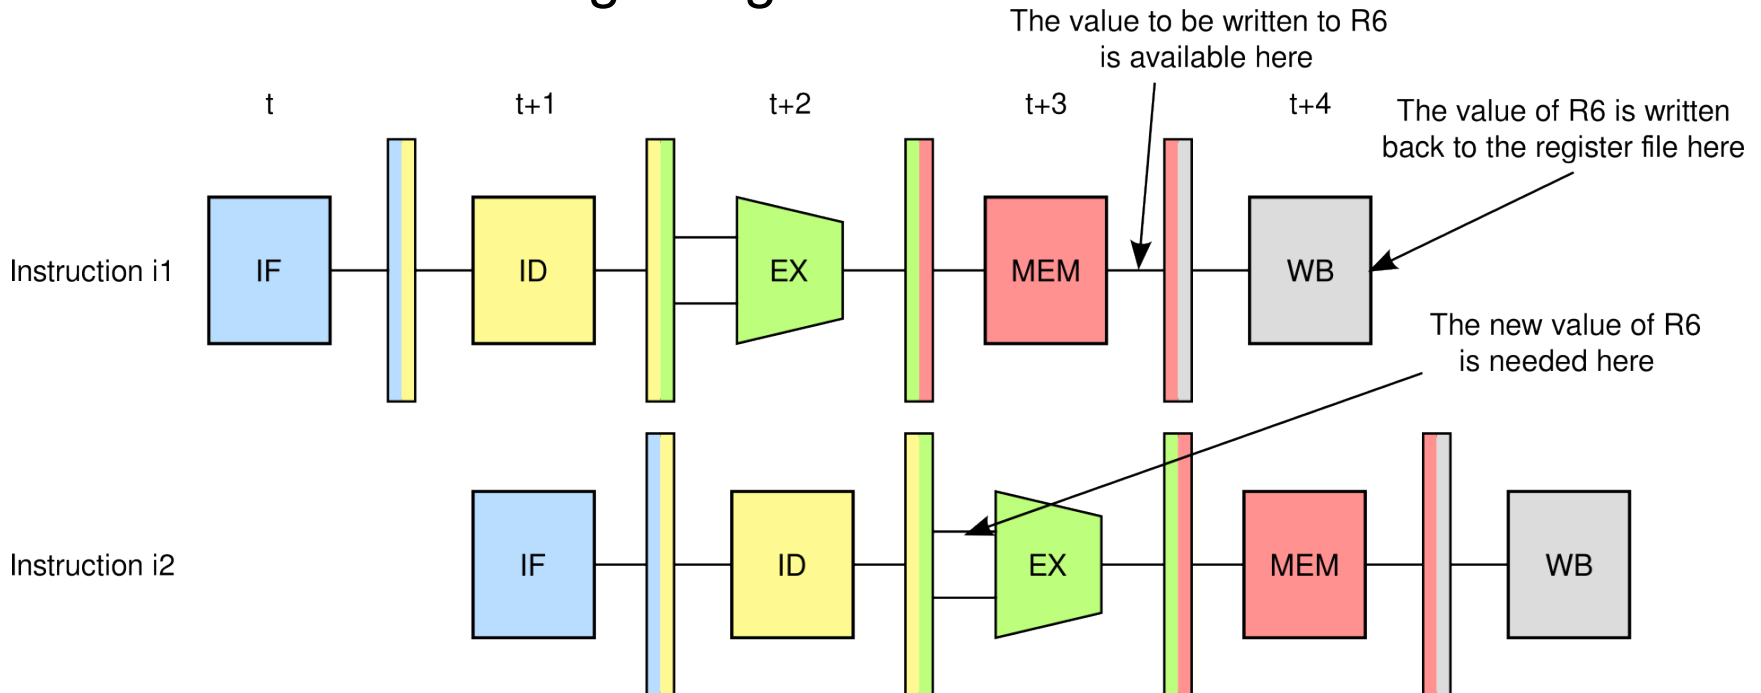 The value to be written to R6
is available here
t
t+1
t+2
t+3
t+4
The value of R6 is written
back to the register file here
Instruction i1
IF
ID
EX
MEM
WB
The new value of R6
is needed here
Instruction i2
IF
ID
EX
MEM
WB